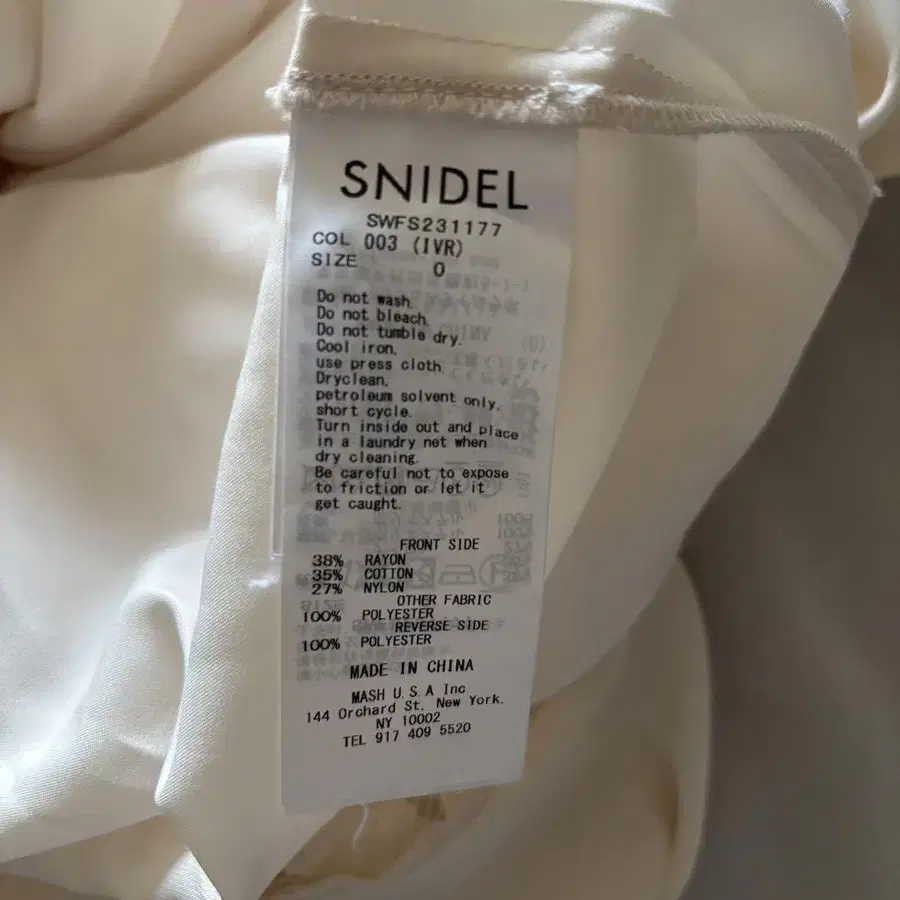 SNIDEL
SWFS231177
COL 003 (IVR)
SIZE 0
Do not wash.
Do not bleach.
Do not tumble dry.
Cool iron,
use press cloth.
Dryclean,
petroleum solvent only,
short cycle.
Turn inside out and place
in a laundry net when
dry cleaning.
Be careful not to expose
to friction or let it
get caught.
FRONT SIDE
38% RAYON
35% COTTON
27% NYLON
OTHER FABRIC
100% POLYESTER
REVERSE SIDE
100% POLYESTER
MADE IN CHINA
MASH U.S.A Inc
144 Orchard St, New York.
NY 10002
TEL 917 409 5520